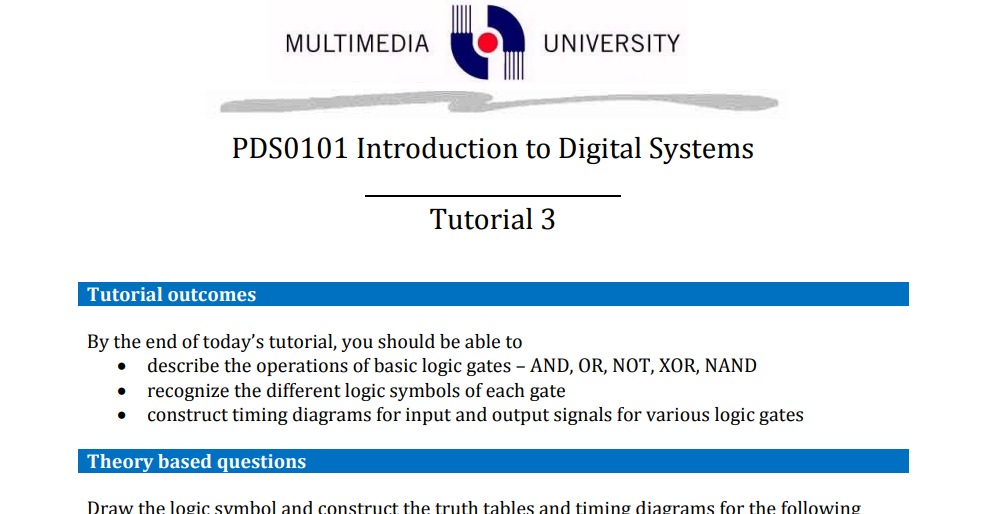 MULTIMEDIA UNIVERSITY
PDS0101 Introduction to Digital Systems
Tutorial 3
Tutorial outcomes
By the end of today’s tutorial, you should be able to
• describe the operations of basic logic gates – AND, OR, NOT, XOR, NAND
• recognize the different logic symbols of each gate
• construct timing diagrams for input and output signals for various logic gates
Theory based questions
Draw the logic symbol and construct the truth tables and timing diagrams for the following